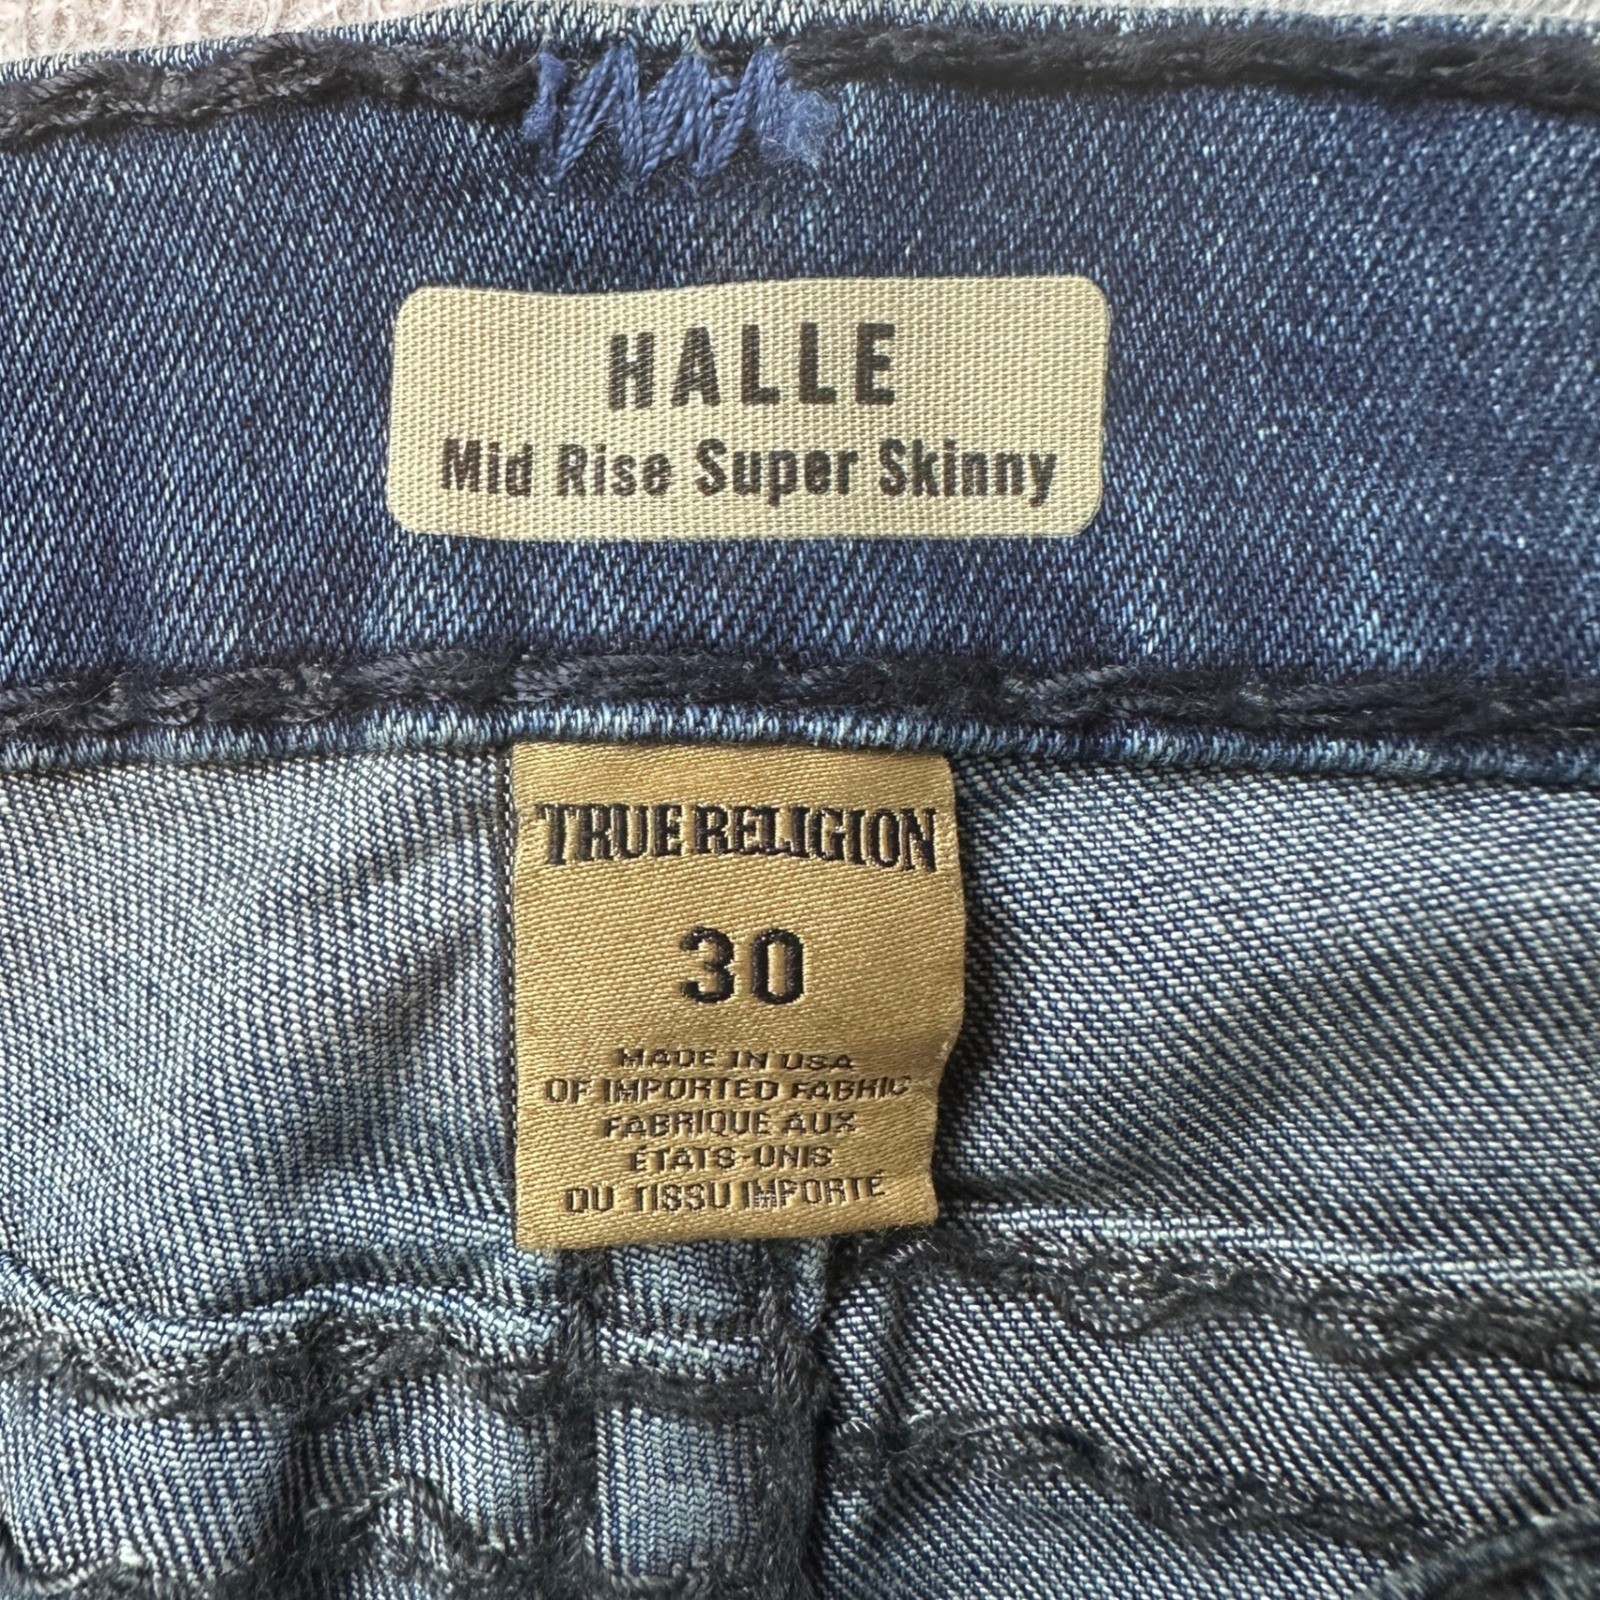 HALLE
Mid Rise Super Skinny
TRUE RELIGION
30
MADE IN USA
OF IMPORTED FABRIC
FABRIQUE AUX
ÉTATS-UNIS
OU TISSU IMPORTÉ